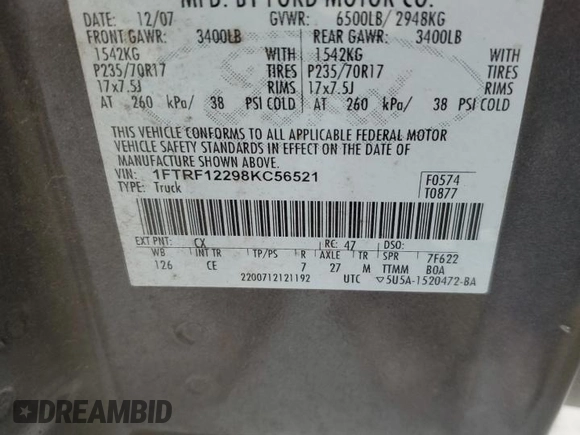 MFD. BY FORD MOTOR CO.
DATE: 12/07 GVWR: 6500LB/ 2948KG
FRONT GAWR: 3400LB REAR GAWR: 3400LB
1542KG WITH 1542KG WITH
P235/70R17 TIRES P235/70R17 TIRES
17x7.5J RIMS 17x7.5J RIMS
AT 260 kPa/ 38 PSI COLD AT 260 kPa/ 38 PSI COLD
THIS VEHICLE CONFORMS TO ALL APPLICABLE FEDERAL MOTOR
VEHICLE SAFETY STANDARDS IN EFFECT ON THE DATE OF
MANUFACTURE SHOWN ABOVE.
VIN: 1FTRF12298KC56521 F0574
TYPE: Truck T0877
EXT PNT: CX RC: 47 DSO:
WB INT TR TP/PS R AXLE TR SPR 7F622
126 CE 7 27 M TTMM BOA
2200712121192 UTC ▽5U5A-1520472-BA
DREAMBID